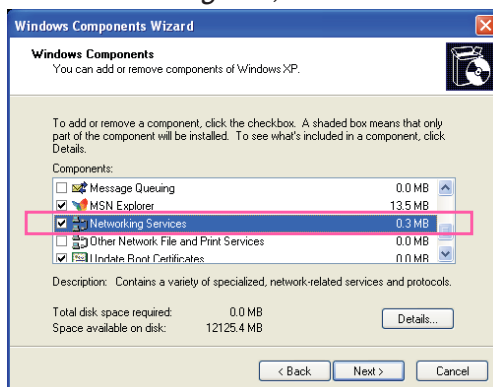 Windows Components Wizard
Windows Components
You can add or remove components of Windows XP.
To add or remove a component, click the checkbox. A shaded box means that only
part of the component will be installed. To see what's included in a component, click
Details.
Components:
Message Queuing 0.0 MB
MSN Explorer 13.5 MB
Networking Services 0.3 MB
Other Network File and Print Services 0.0 MB
Update Root Certificates 0.0 MB
Description: Contains a variety of specialized, network-related services and protocols.
Total disk space required: 0.0 MB
Space available on disk: 12125.4 MB
Details...
< Back Next > Cancel